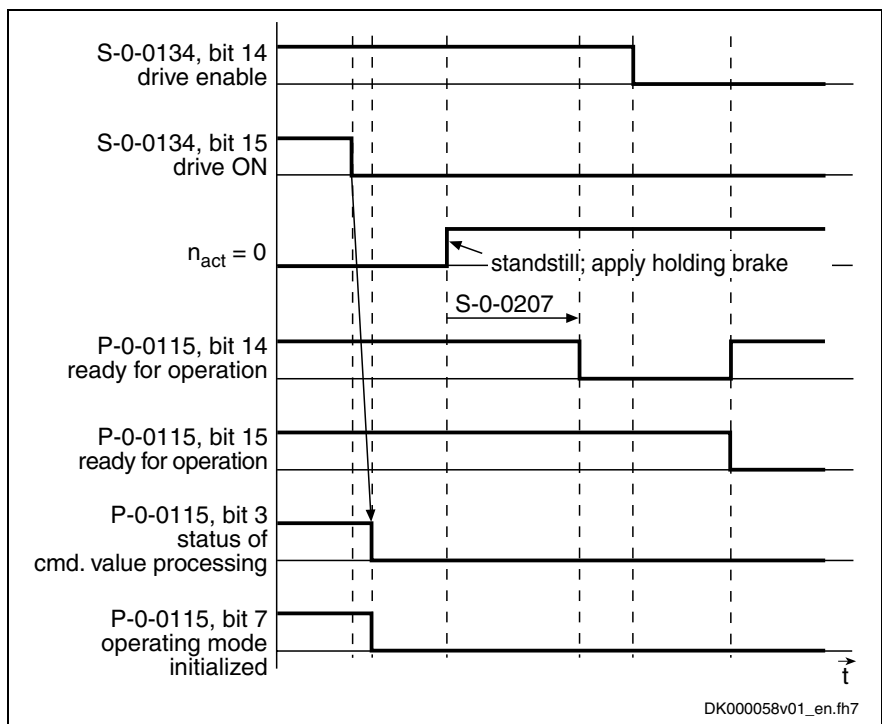 S-0-0134, bit 14
drive enable
S-0-0134, bit 15
drive ON
nact = 0
standstill; apply holding brake
S-0-0207
P-0-0115, bit 14
ready for operation
P-0-0115, bit 15
ready for operation
P-0-0115, bit 3
status of
cmd. value processing
P-0-0115, bit 7
operating mode
initialized
t
DK000058v01_en.fh7